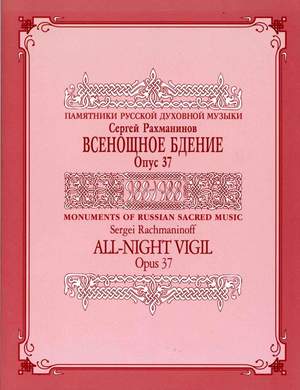 ПАМЯТНИКИ РУССКОЙ ДУХОВНОЙ МУЗЫКИ
Сергей Рахманинов
ВСЕНОЩНОЕ БДЕНИЕ
Опус 37
MONUMENTS OF RUSSIAN SACRED MUSIC
Sergei Rachmaninoff
ALL-NIGHT VIGIL
Opus 37